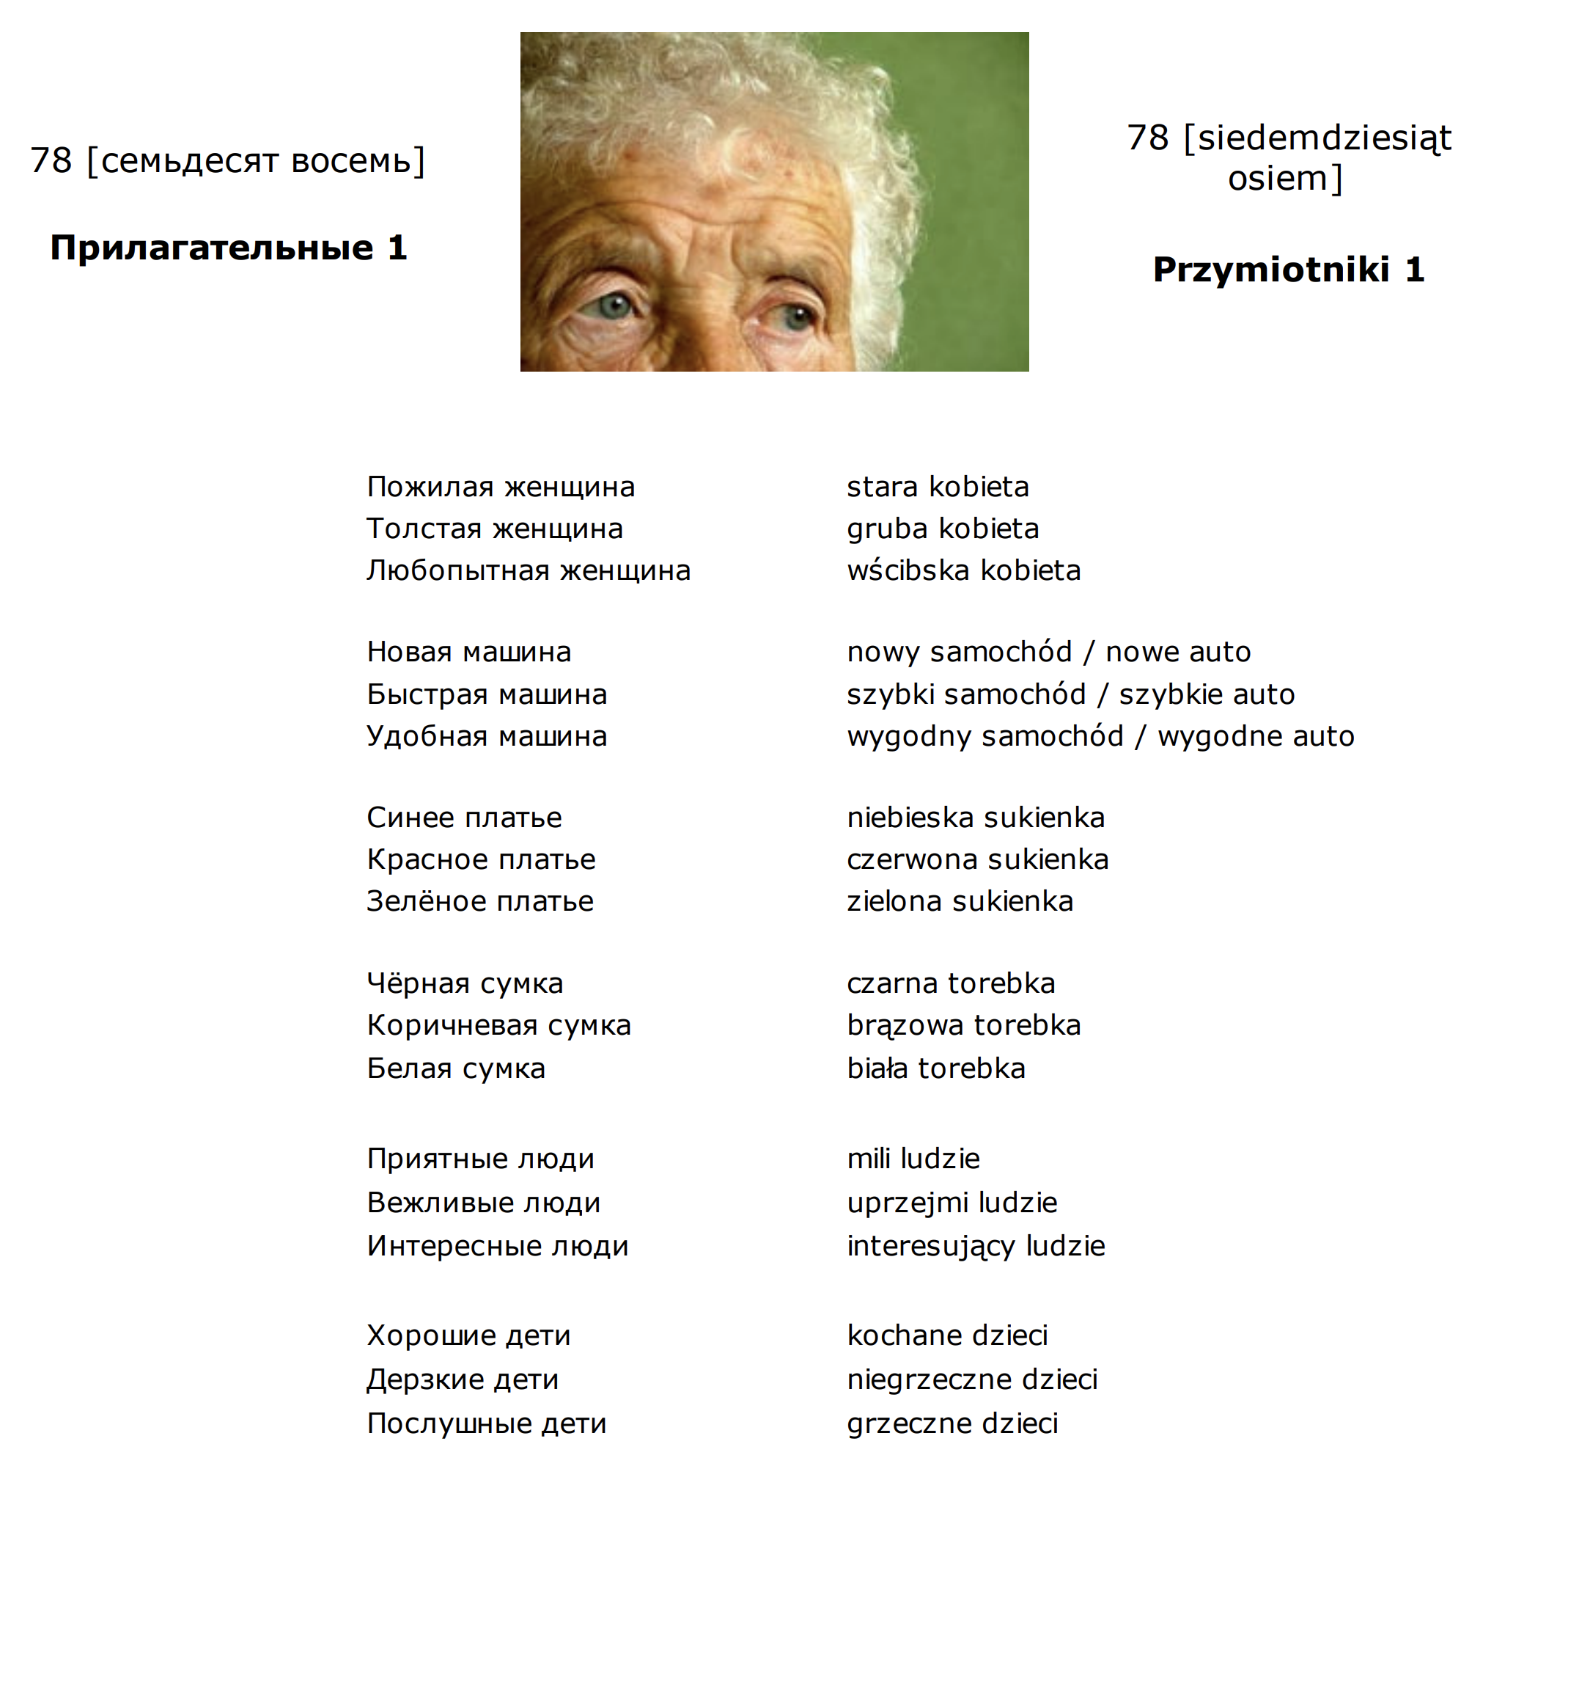 78 [семьдесят восемь]
Прилагательные 1
78 [siedemdziesiąt
osiem]
Przymiotniki 1
Пожилая женщина stara kobieta
Толстая женщина gruba kobieta
Любопытная женщина wścibska kobieta
Новая машина nowy samochód / nowe auto
Быстрая машина szybki samochód / szybkie auto
Удобная машина wygodny samochód / wygodne auto
Синее платье niebieska sukienka
Красное платье czerwona sukienka
Зелёное платье zielona sukienka
Чёрная сумка czarna torebka
Коричневая сумка brązowa torebka
Белая сумка biała torebka
Приятные люди mili ludzie
Вежливые люди uprzejmi ludzie
Интересные люди interesujący ludzie
Хорошие дети kochane dzieci
Дерзкие дети niegrzeczne dzieci
Послушные дети grzeczne dzieci